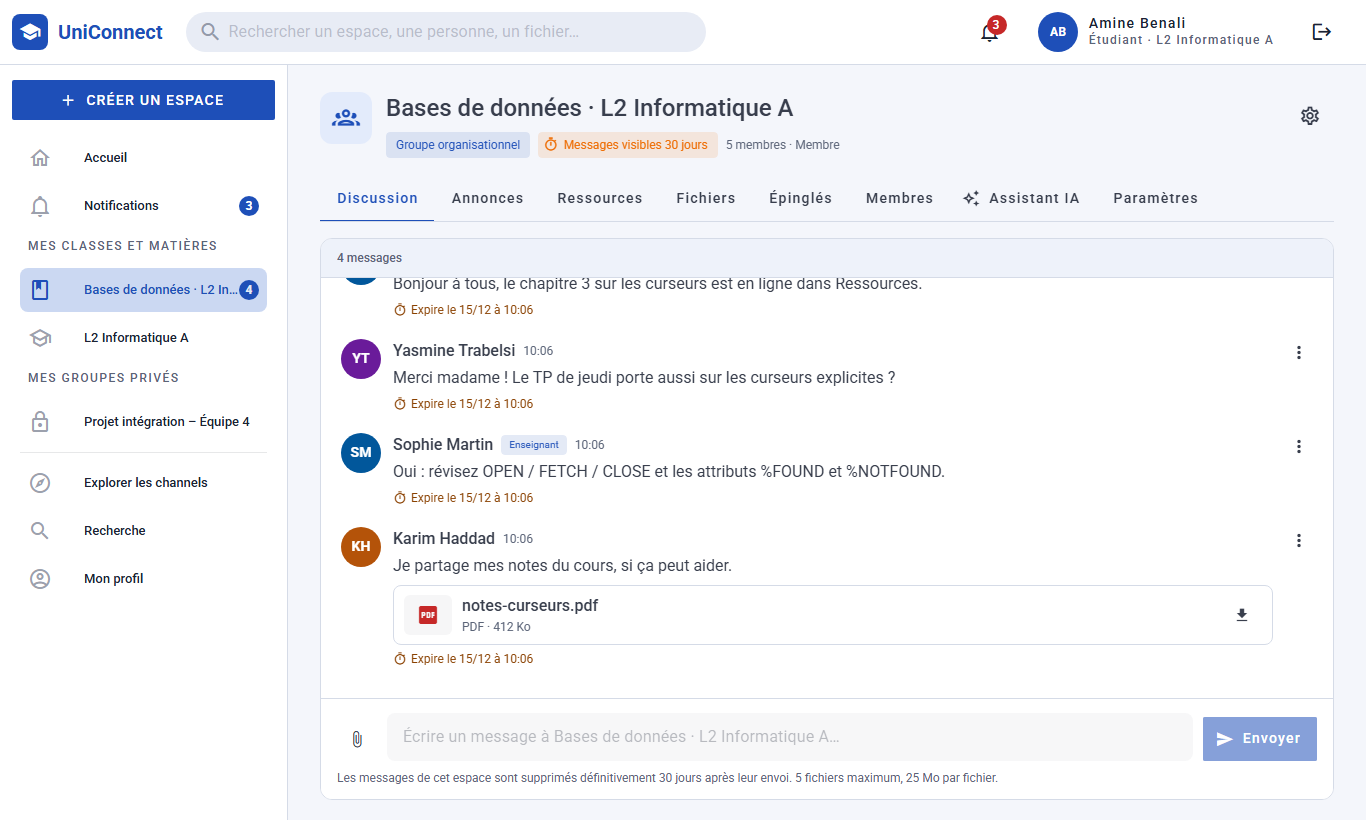 UniConnect
Rechercher un espace, une personne, un fichier...
3
AB
Amine Benali
Étudiant · L2 Informatique A
CRÉER UN ESPACE
Accueil
Notifications
3
MES CLASSES ET MATIÈRES
Bases de données · L2 In...
4
L2 Informatique A
MES GROUPES PRIVÉS
Projet intégration – Équipe 4
Explorer les channels
Recherche
Mon profil
Bases de données · L2 Informatique A
Groupe organisationnel
Messages visibles 30 jours
5 membres · Membre
Discussion
Annonces
Ressources
Fichiers
Épinglés
Membres
Assistant IA
Paramètres
4 messages
Bonjour à tous, le chapitre 3 sur les curseurs est en ligne dans Ressources.
Expire le 15/12 à 10:06
YT
Yasmine Trabelsi 10:06
Merci madame ! Le TP de jeudi porte aussi sur les curseurs explicites ?
Expire le 15/12 à 10:06
SM
Sophie Martin Enseignant 10:06
Oui : révisez OPEN / FETCH / CLOSE et les attributs %FOUND et %NOTFOUND.
Expire le 15/12 à 10:06
KH
Karim Haddad 10:06
Je partage mes notes du cours, si ça peut aider.
PDF
notes-curseurs.pdf
PDF · 412 Ko
Expire le 15/12 à 10:06
Écrire un message à Bases de données · L2 Informatique A...
Envoyer
Les messages de cet espace sont supprimés définitivement 30 jours après leur envoi. 5 fichiers maximum, 25 Mo par fichier.